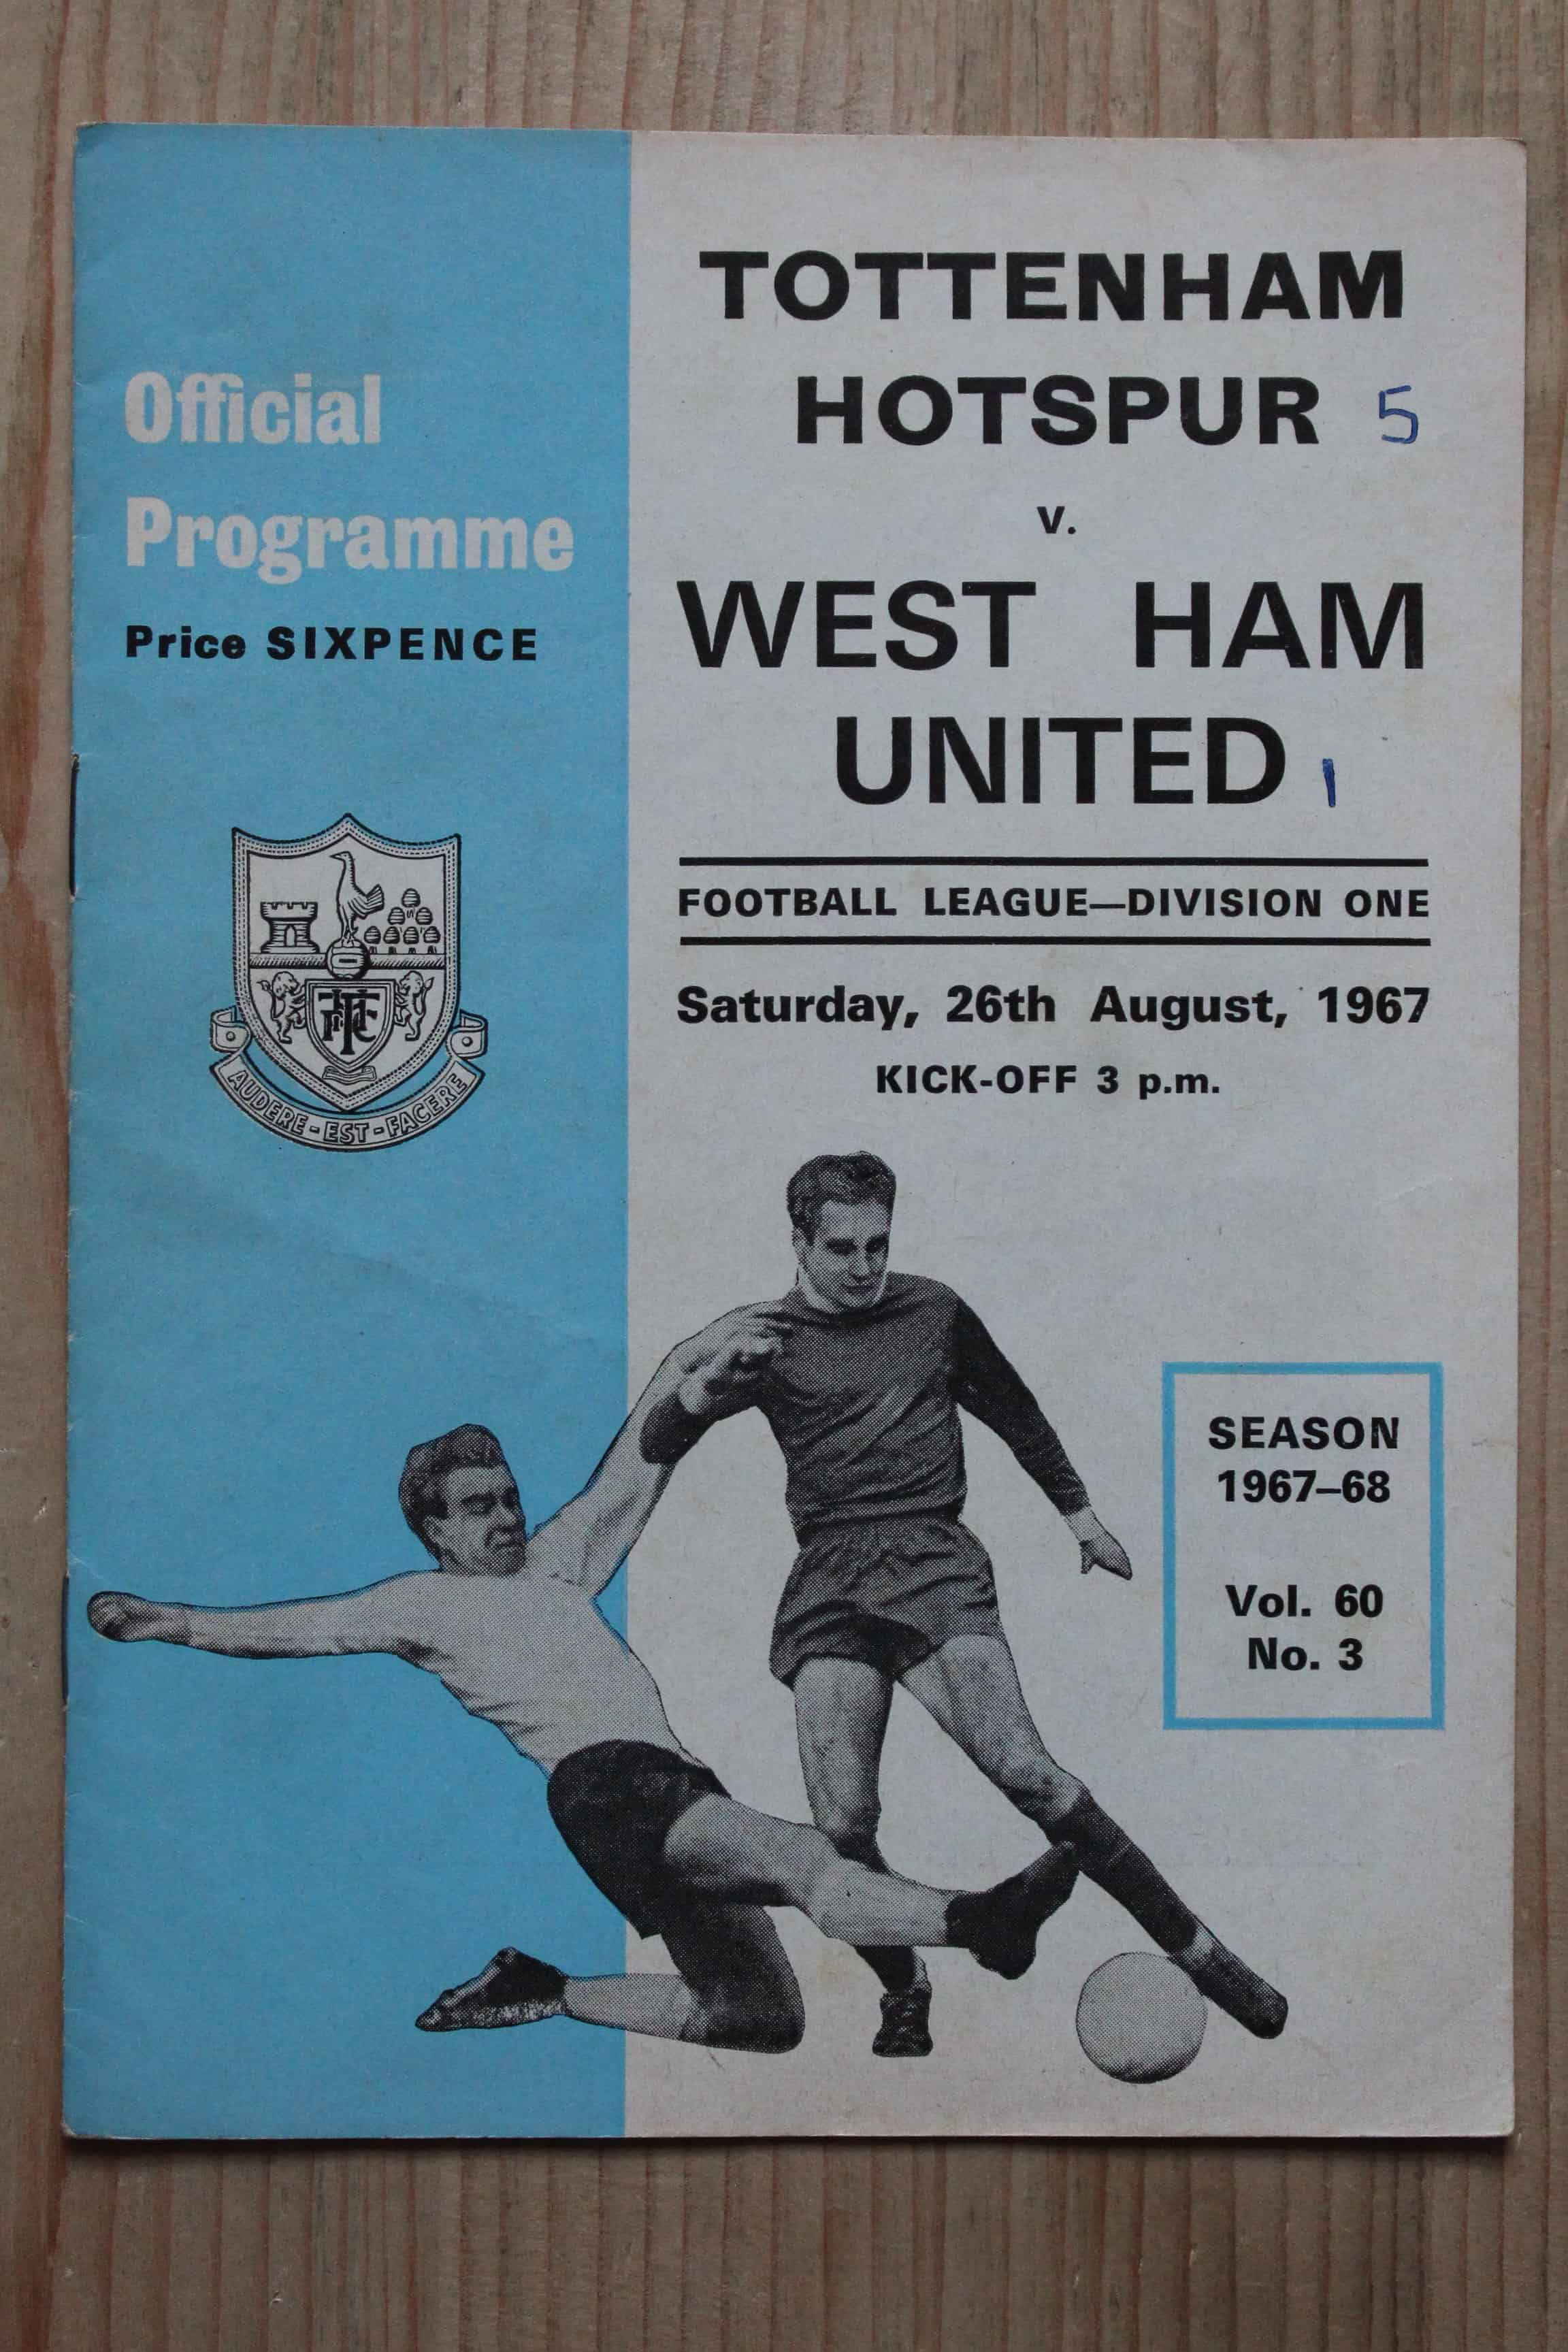 Official
Programme
Price SIXPENCE
AUDERE-EST-FACERE
TOTTENHAM
HOTSPUR 5
v.
WEST HAM
UNITED 1
FOOTBALL LEAGUE—DIVISION ONE
Saturday, 26th August, 1967
KICK-OFF 3 p.m.
SEASON
1967–68
Vol. 60
No. 3